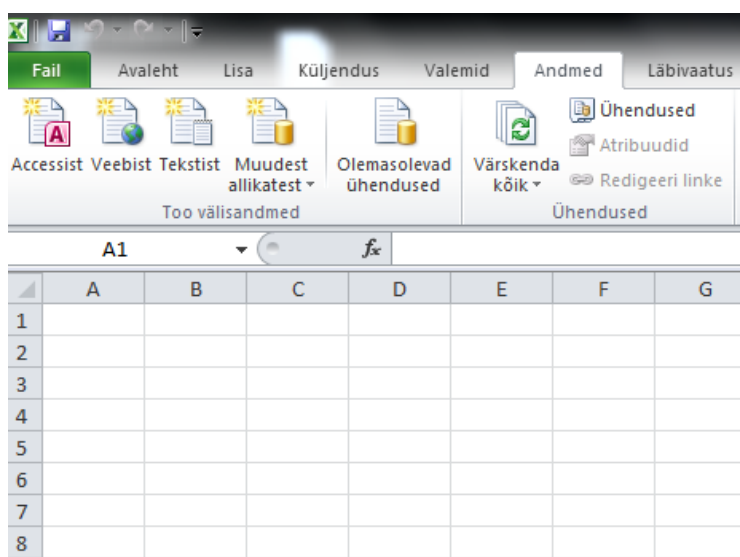 Fail Avaleht Lisa Küljendus Valemid Andmed Läbivaatus
Accessist Veebist Tekstist Muudest allikatest Olemasolevad ühendused Värskenda kõik
Ühendused
Atribuudid
Redigeeri linke
Too välisandmed Ühendused
A1 fx
A B C D E F G
1
2
3
4
5
6
7
8